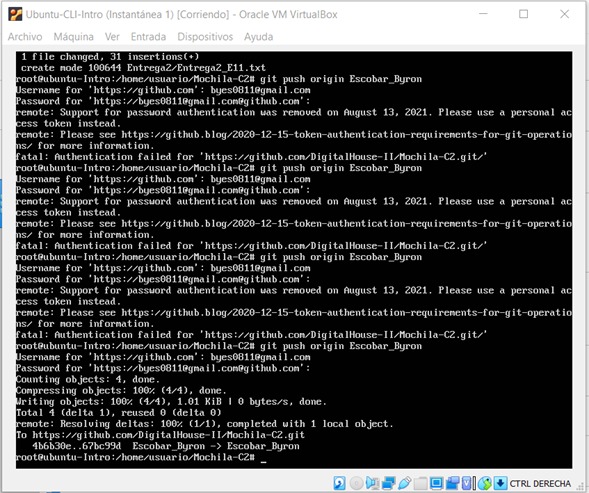 Ubuntu-CLI-Intro (Instantánea 1) [Corriendo] - Oracle VM VirtualBox
Archivo Máquina Ver Entrada Dispositivos Ayuda
1 file changed, 31 insertions(+)
create mode 100644 Entrega2/Entrega2_E11.txt
root@ubuntu-Intro:/home/usuario/Mochila-C2# git push origin Escobar_Byron
Username for 'https://github.com': byes0811@gmail.com
Password for 'https://byes0811@gmail.com@github.com':
remote: Support for password authentication was removed on August 13, 2021. Please use a personal ac
cess token instead.
remote: Please see https://github.blog/2020-12-15-token-authentication-requirements-for-git-operatio
ns/ for more information.
fatal: Authentication failed for 'https://github.com/DigitalHouse-II/Mochila-C2.git/'
root@ubuntu-Intro:/home/usuario/Mochila-C2# git push origin Escobar_Byron
Username for 'https://github.com': byes0811@gmail.com
Password for 'https://byes0811@gmail.com@github.com':
remote: Support for password authentication was removed on August 13, 2021. Please use a personal ac
cess token instead.
remote: Please see https://github.blog/2020-12-15-token-authentication-requirements-for-git-operatio
ns/ for more information.
fatal: Authentication failed for 'https://github.com/DigitalHouse-II/Mochila-C2.git/'
root@ubuntu-Intro:/home/usuario/Mochila-C2# git push origin Escobar_Byron
Username for 'https://github.com': byes0811@gmail.com
Password for 'https://byes0811@gmail.com@github.com':
remote: Support for password authentication was removed on August 13, 2021. Please use a personal ac
cess token instead.
remote: Please see https://github.blog/2020-12-15-token-authentication-requirements-for-git-operatio
ns/ for more information.
fatal: Authentication failed for 'https://github.com/DigitalHouse-II/Mochila-C2.git/'
root@ubuntu-Intro:/home/usuario/Mochila-C2# git push origin Escobar_Byron
Username for 'https://github.com': byes0811@gmail.com
Password for 'https://byes0811@gmail.com@github.com':
Counting objects: 4, done.
Compressing objects: 100% (4/4), done.
Writing objects: 100% (4/4), 1.01 KiB | 0 bytes/s, done.
Total 4 (delta 1), reused 0 (delta 0)
remote: Resolving deltas: 100% (1/1), completed with 1 local object.
To https://github.com/DigitalHouse-II/Mochila-C2.git
4b6b30e..67bc99d Escobar_Byron -> Escobar_Byron
root@ubuntu-Intro:/home/usuario/Mochila-C2# _
CTRL DERECHA